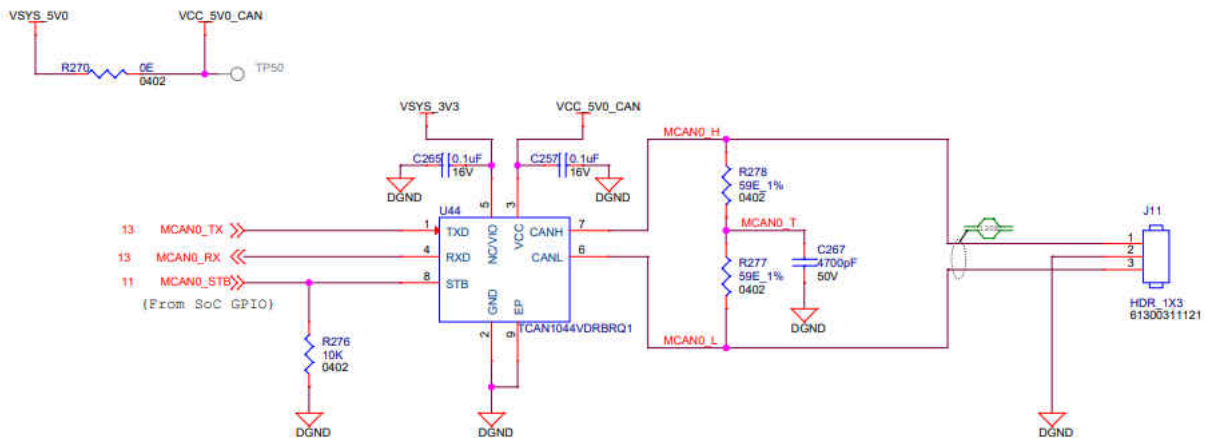 VSYS_5V0
VCC_5V0_CAN
R270
0E
0402
TP50
VSYS_3V3
VCC_5V0_CAN
C265
0.1uF
16V
DGND
C257
0.1uF
16V
DGND
MCAN0_H
R278
59E_1%
0402
U44
5
3
13 MCAN0_TX
1
TXD
NC/VIO
VCC
CANH
7
MCAN0_T
J11
13 MCAN0_RX
4
RXD
CANL
6
C267
4700pF
50V
R277
59E_1%
0402
1
2
3
11 MCAN0_STB
8
STB
(From SoC GPIO)
GND
EP
DGND
HDR_1X3
61300311121
TCAN1044VDRBRQ1
2
9
MCAN0_L
R276
10K
0402
DGND
DGND
DGND